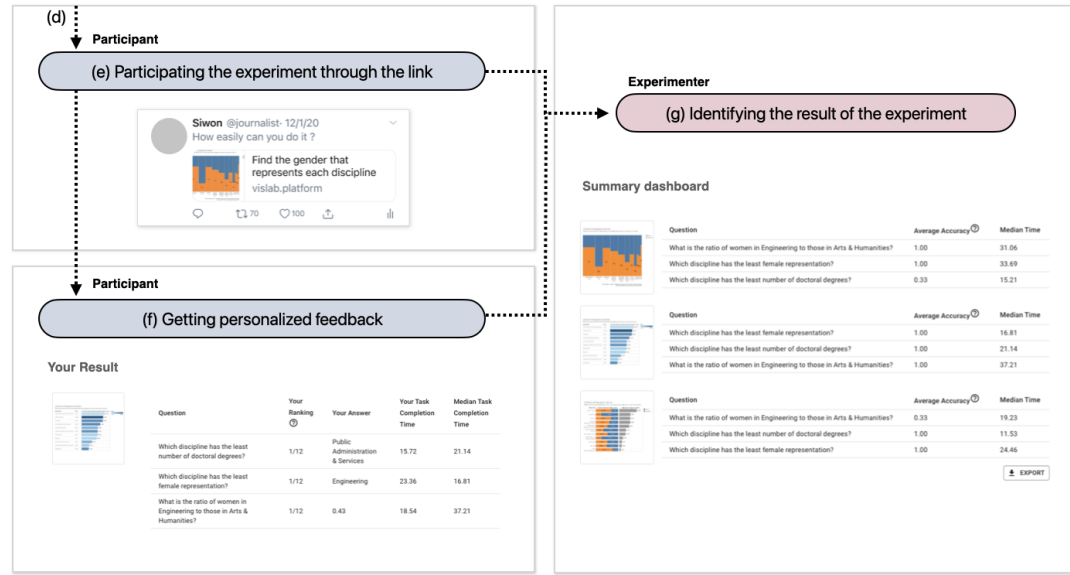 (d)
Participant
(e) Participating the experiment through the link
Siwon @journalist· 12/1/20
How easily can you do it ?
Find the gender that
represents each discipline
vislab.platform
70
100
Participant
(f) Getting personalized feedback
Your Result
Question
Your
Ranking
Your Answer
Your Task
Completion
Time
Median Task
Completion
Time
Which discipline has the least
number of doctoral degrees?
1/12
Public
Administration
& Services
15.72
21.14
Which discipline has the least
female representation?
1/12
Engineering
23.36
16.81
What is the ratio of women in
Engineering to those in Arts &
Humanities?
1/12
0.43
18.54
37.21
Experimenter
(g) Identifying the result of the experiment
Summary dashboard
Question Average Accuracy Median Time
What is the ratio of women in Engineering to those in Arts & Humanities? 1.00 31.06
Which discipline has the least female representation? 1.00 33.69
Which discipline has the least number of doctoral degrees? 0.33 15.21
Question Average Accuracy Median Time
Which discipline has the least female representation? 1.00 16.81
Which discipline has the least number of doctoral degrees? 1.00 21.14
What is the ratio of women in Engineering to those in Arts & Humanities? 1.00 37.21
Question Average Accuracy Median Time
What is the ratio of women in Engineering to those in Arts & Humanities? 0.33 19.23
Which discipline has the least number of doctoral degrees? 1.00 11.53
Which discipline has the least female representation? 1.00 24.46
EXPORT